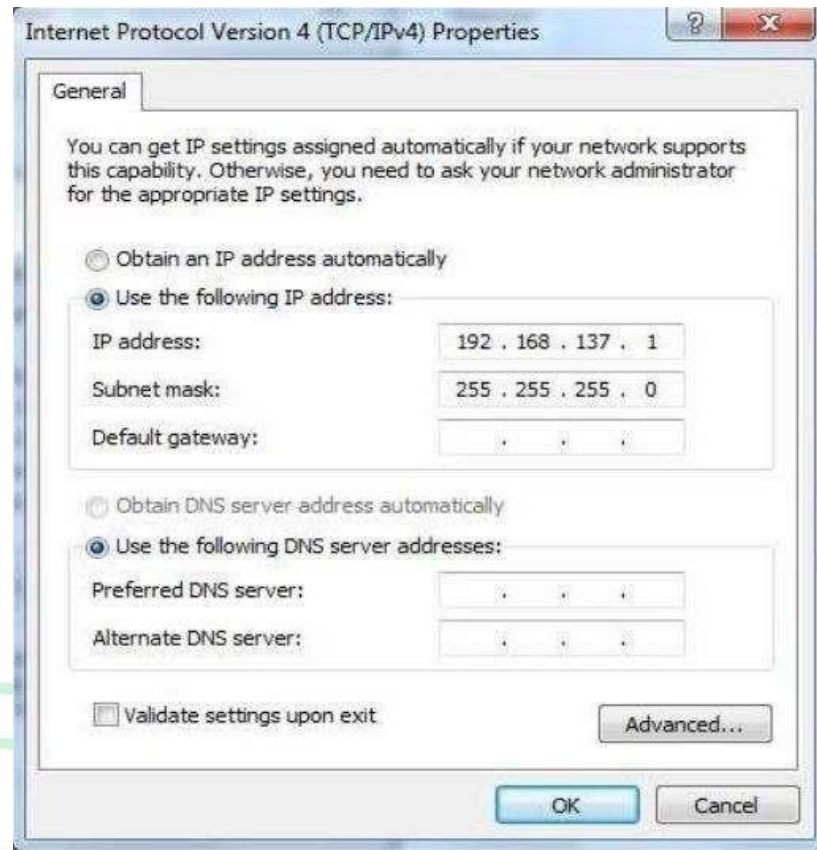 Internet Protocol Version 4 (TCP/IPv4) Properties
?
General
You can get IP settings assigned automatically if your network supports
this capability. Otherwise, you need to ask your network administrator
for the appropriate IP settings.
Obtain an IP address automatically
Use the following IP address:
IP address: 192 . 168 . 137 . 1
Subnet mask: 255 . 255 . 255 . 0
Default gateway: . . .
Obtain DNS server address automatically
Use the following DNS server addresses:
Preferred DNS server: . . .
Alternate DNS server: . . .
Validate settings upon exit
Advanced...
OK Cancel